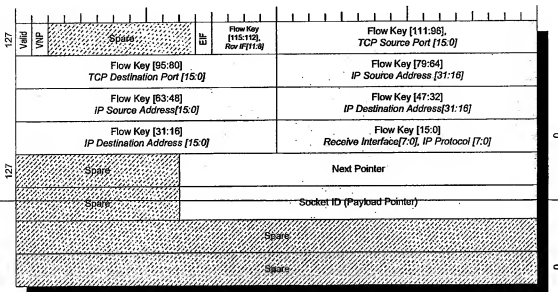 127
Valid
VNP
Spare
EIF
Flow Key
[115:112],
Rcv IF[11:8]
Flow Key [111:98],
TCP Source Port [15:0]
Flow Key [95:80]
TCP Destination Port [15:0]
Flow Key [79:64]
IP Source Address [31:16]
Flow Key [63:48]
IP Source Address[15:0]
Flow Key [47:32]
IP Destination Address[31:16]
Flow Key [31:16]
IP Destination Address [15:0]
Flow Key [15:0]
Receive Interface[7:0], IP Protocol [7:0]
0
127
Spare
Next Pointer
Spare
Socket ID (Payload Pointer)
Spare
Spare
0